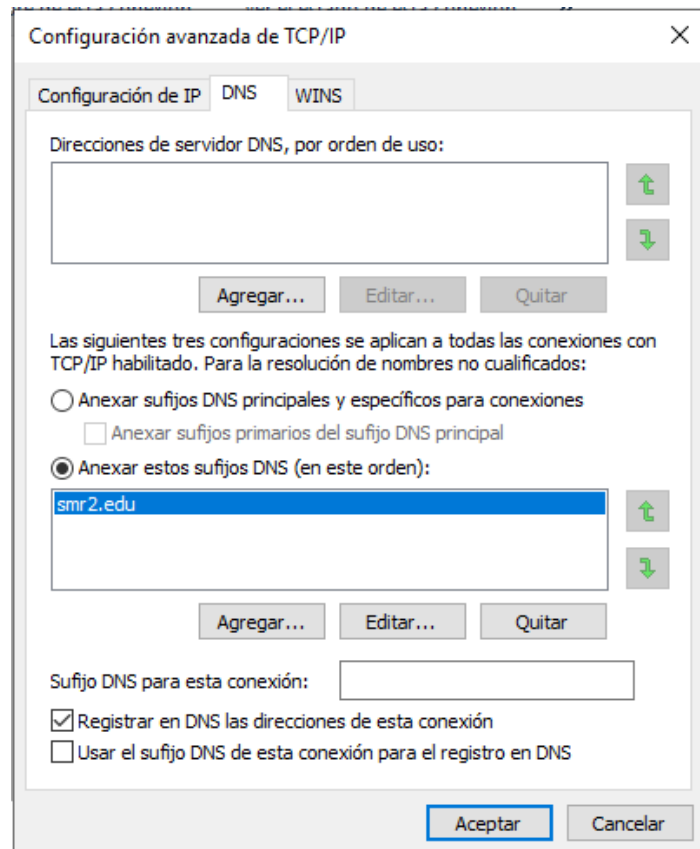 Configuración avanzada de TCP/IP
Configuración de IP DNS WINS
Direcciones de servidor DNS, por orden de uso:
Agregar... Editar... Quitar
Las siguientes tres configuraciones se aplican a todas las conexiones con
TCP/IP habilitado. Para la resolución de nombres no cualificados:
Anexar sufijos DNS principales y específicos para conexiones
Anexar sufijos primarios del sufijo DNS principal
Anexar estos sufijos DNS (en este orden):
smr2.edu
Agregar... Editar... Quitar
Sufijo DNS para esta conexión:
Registrar en DNS las direcciones de esta conexión
Usar el sufijo DNS de esta conexión para el registro en DNS
Aceptar Cancelar